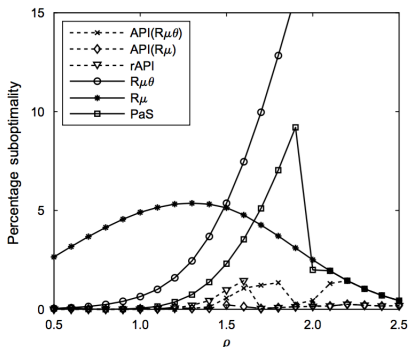 15
10
5
0
Percentage suboptimality
API(Rμθ)
API(Rμ)
rAPI
Rμθ
Rμ
PaS
0.5 1.0 1.5 2.0 2.5
ρ